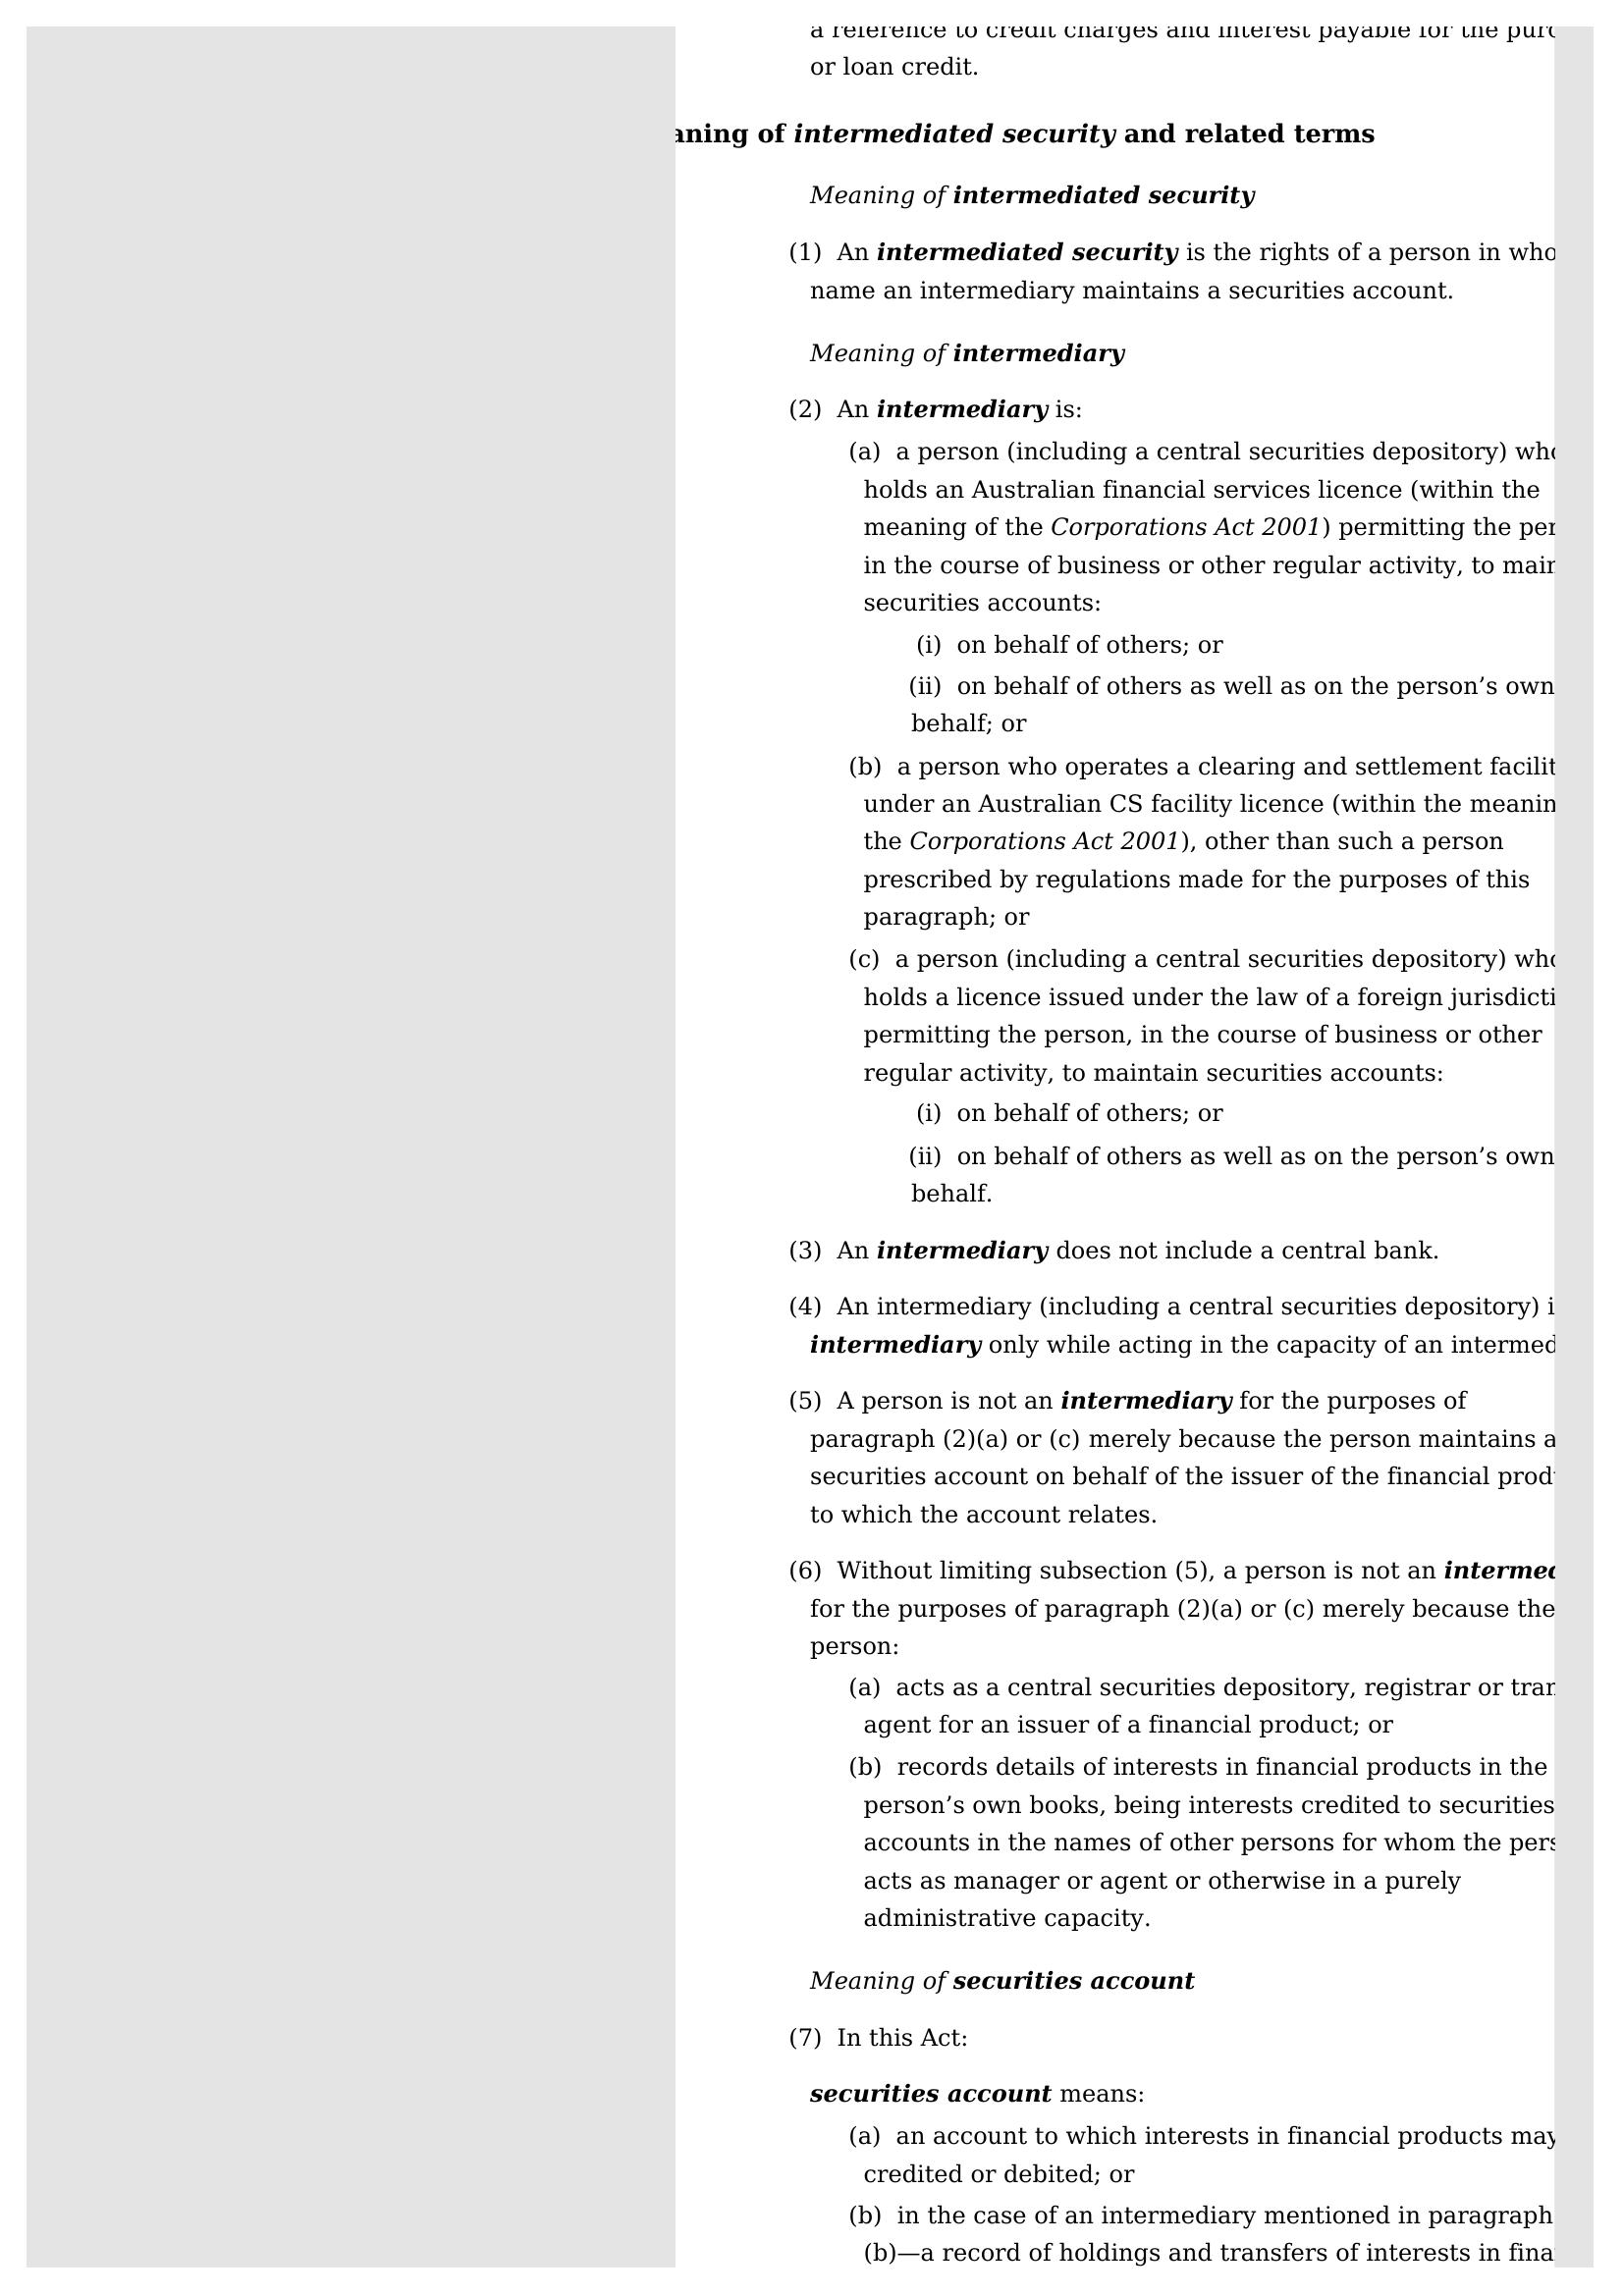 a reference to credit charges and interest payable for the
or loan credit.
of intermediated security and related terms
Meaning of intermediated security
(1) An intermediated security is the rights of a person in
name an intermediary maintains a securities account.
Meaning of intermediary
(2) An intermediary is:
(a) a person (including a central securities depository) who
holds an Australian financial services licence (within the
meaning of the Corporations Act 2001) permitting the
in the course of business or other regular activity, to
securities accounts:
(i) on behalf of others; or
(ii) on behalf of others as well as on the person’s own
behalf; or
(b) a person who operates a clearing and settlement
under an Australian CS facility licence (within the
the Corporations Act 2001), other than such a person
prescribed by regulations made for the purposes of this
paragraph; or
(c) a person (including a central securities depository) who
holds a licence issued under the law of a foreign
permitting the person, in the course of business or other
regular activity, to maintain securities accounts:
(i) on behalf of others; or
(ii) on behalf of others as well as on the person’s own
behalf.
(3) An intermediary does not include a central bank.
(4) An intermediary (including a central securities depository)
intermediary only while acting in the capacity of an
(5) A person is not an intermediary for the purposes of
paragraph (2)(a) or (c) merely because the person maintains a
securities account on behalf of the issuer of the financial
to which the account relates.
(6) Without limiting subsection (5), a person is not an
for the purposes of paragraph (2)(a) or (c) merely because the
person:
(a) acts as a central securities depository, registrar or
agent for an issuer of a financial product; or
(b) records details of interests in financial products in the
person’s own books, being interests credited to securities
accounts in the names of other persons for whom the
acts as manager or agent or otherwise in a purely
administrative capacity.
Meaning of securities account
(7) In this Act:
securities account means:
(a) an account to which interests in financial products may
credited or debited; or
(b) in the case of an intermediary mentioned in paragraph
(b)—a record of holdings and transfers of interests in